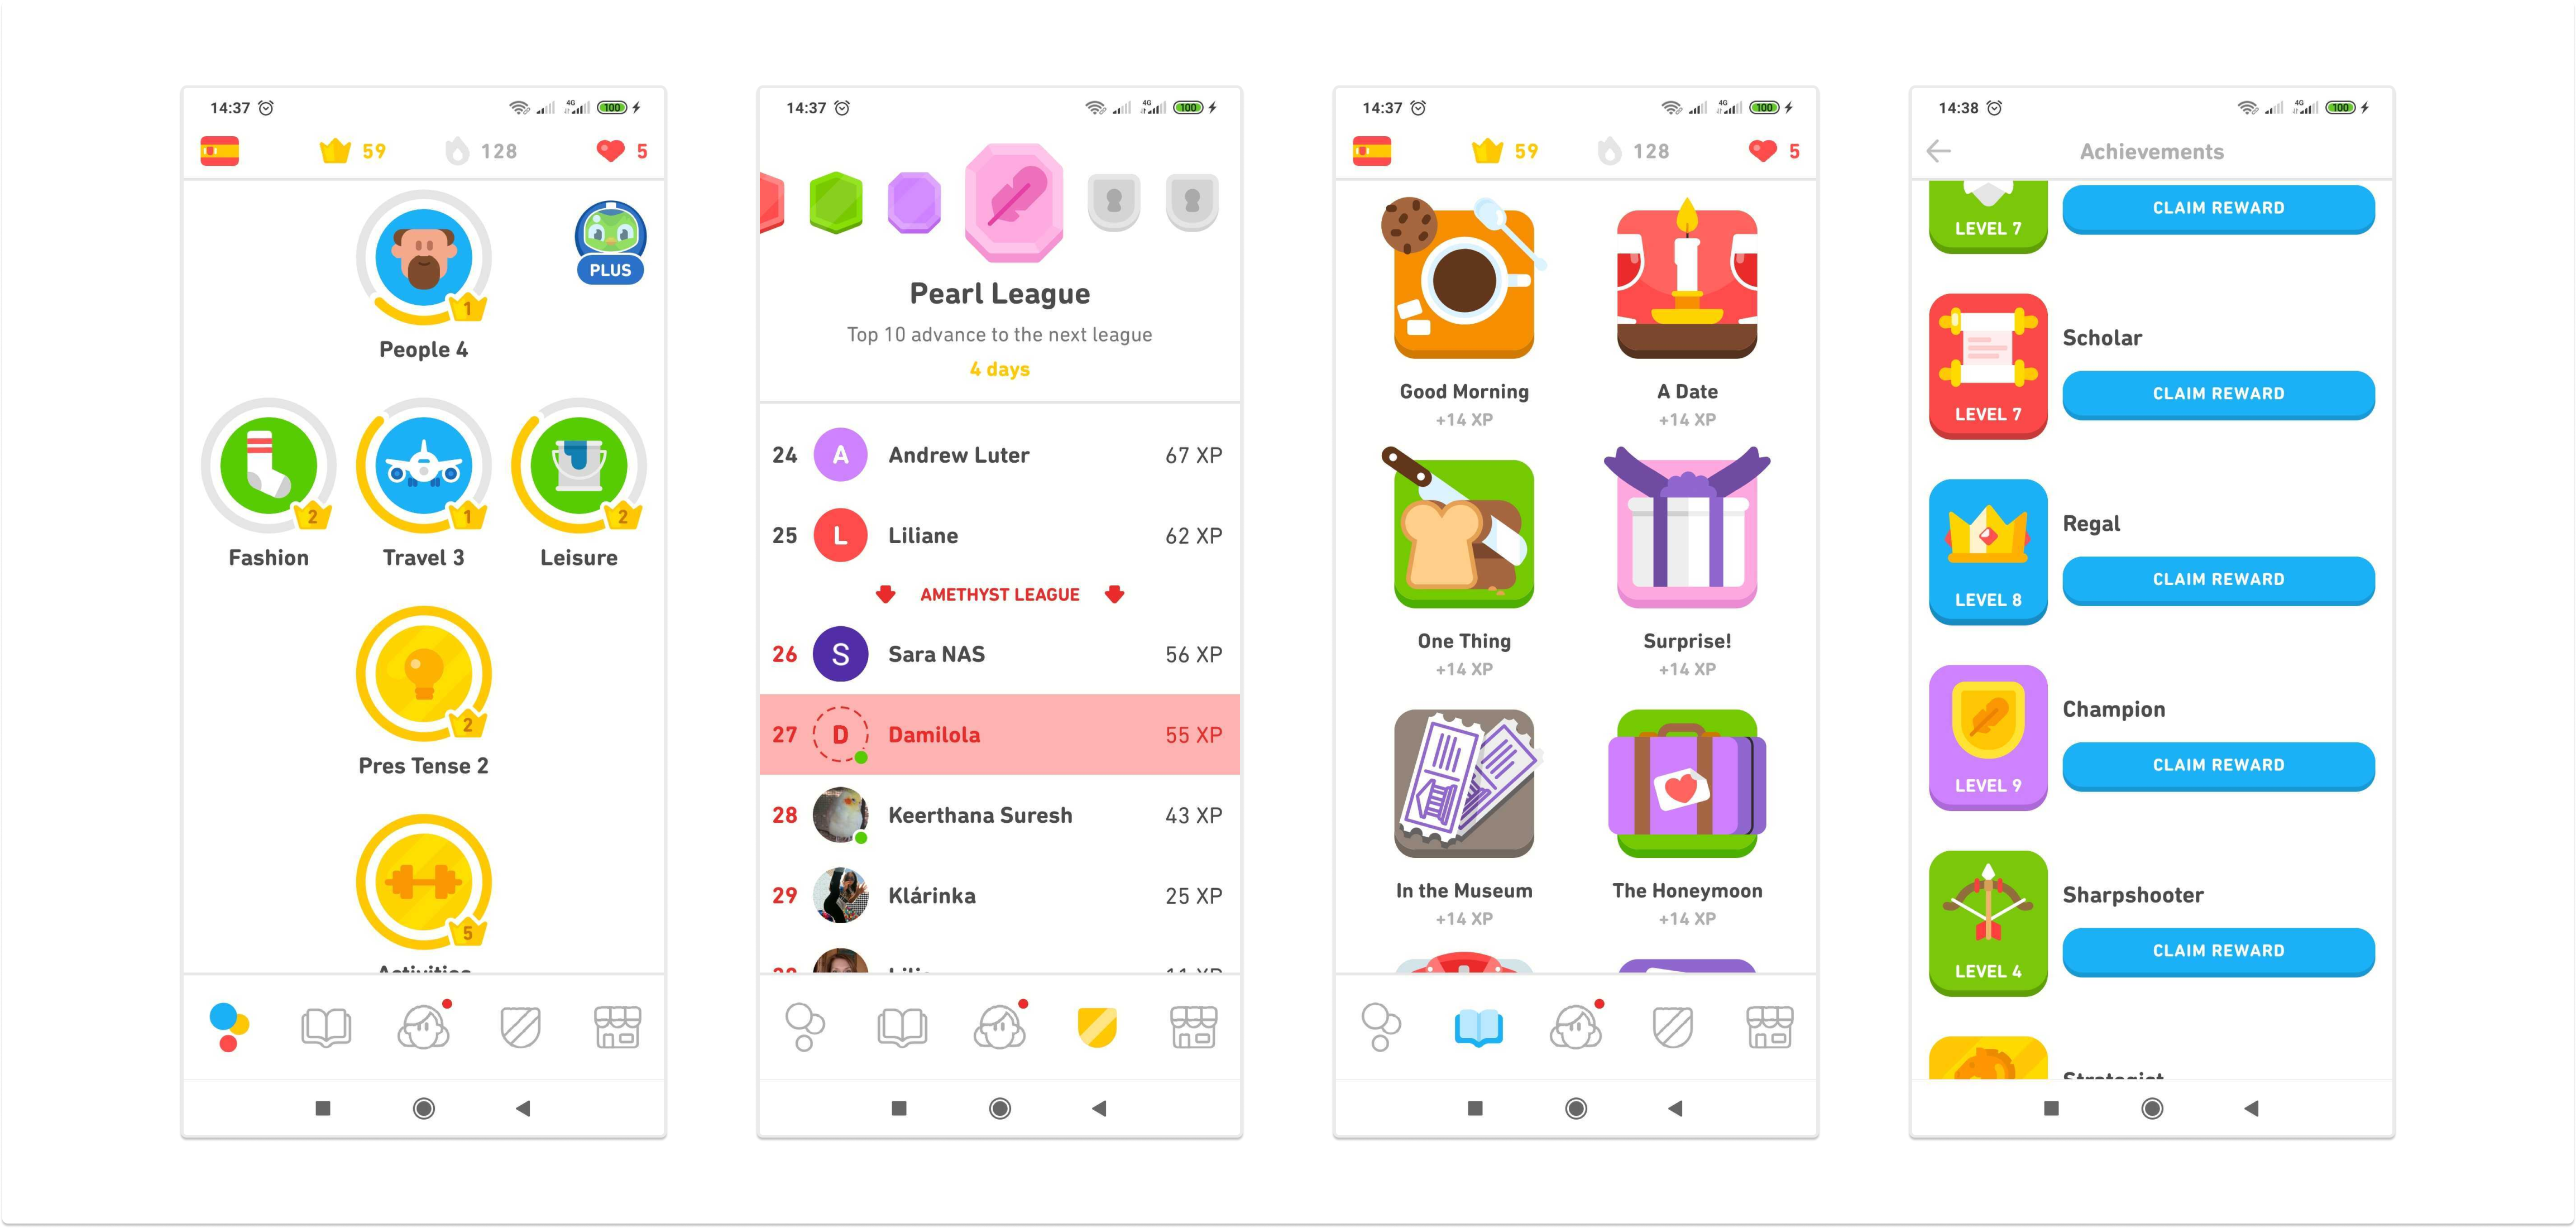 14:37
4G
100
59
128
5
PLUS
1
People 4
2
1
2
Fashion
Travel 3
Leisure
2
Pres Tense 2
5
Activities
14:37
4G
100
Pearl League
Top 10 advance to the next league
4 days
24 A Andrew Luter 67 XP
25 L Liliane 62 XP
AMETHYST LEAGUE
26 S Sara NAS 56 XP
27 D Damilola 55 XP
28 Keerthana Suresh 43 XP
29 Klárinka 25 XP
14:37
4G
100
59
128
5
Good Morning
+14 XP
A Date
+14 XP
One Thing
+14 XP
Surprise!
+14 XP
In the Museum
+14 XP
The Honeymoon
+14 XP
14:38
4G
100
Achievements
LEVEL 7
CLAIM REWARD
Scholar
LEVEL 7
CLAIM REWARD
Regal
LEVEL 8
CLAIM REWARD
Champion
LEVEL 9
CLAIM REWARD
Sharpshooter
LEVEL 4
CLAIM REWARD
Strategist